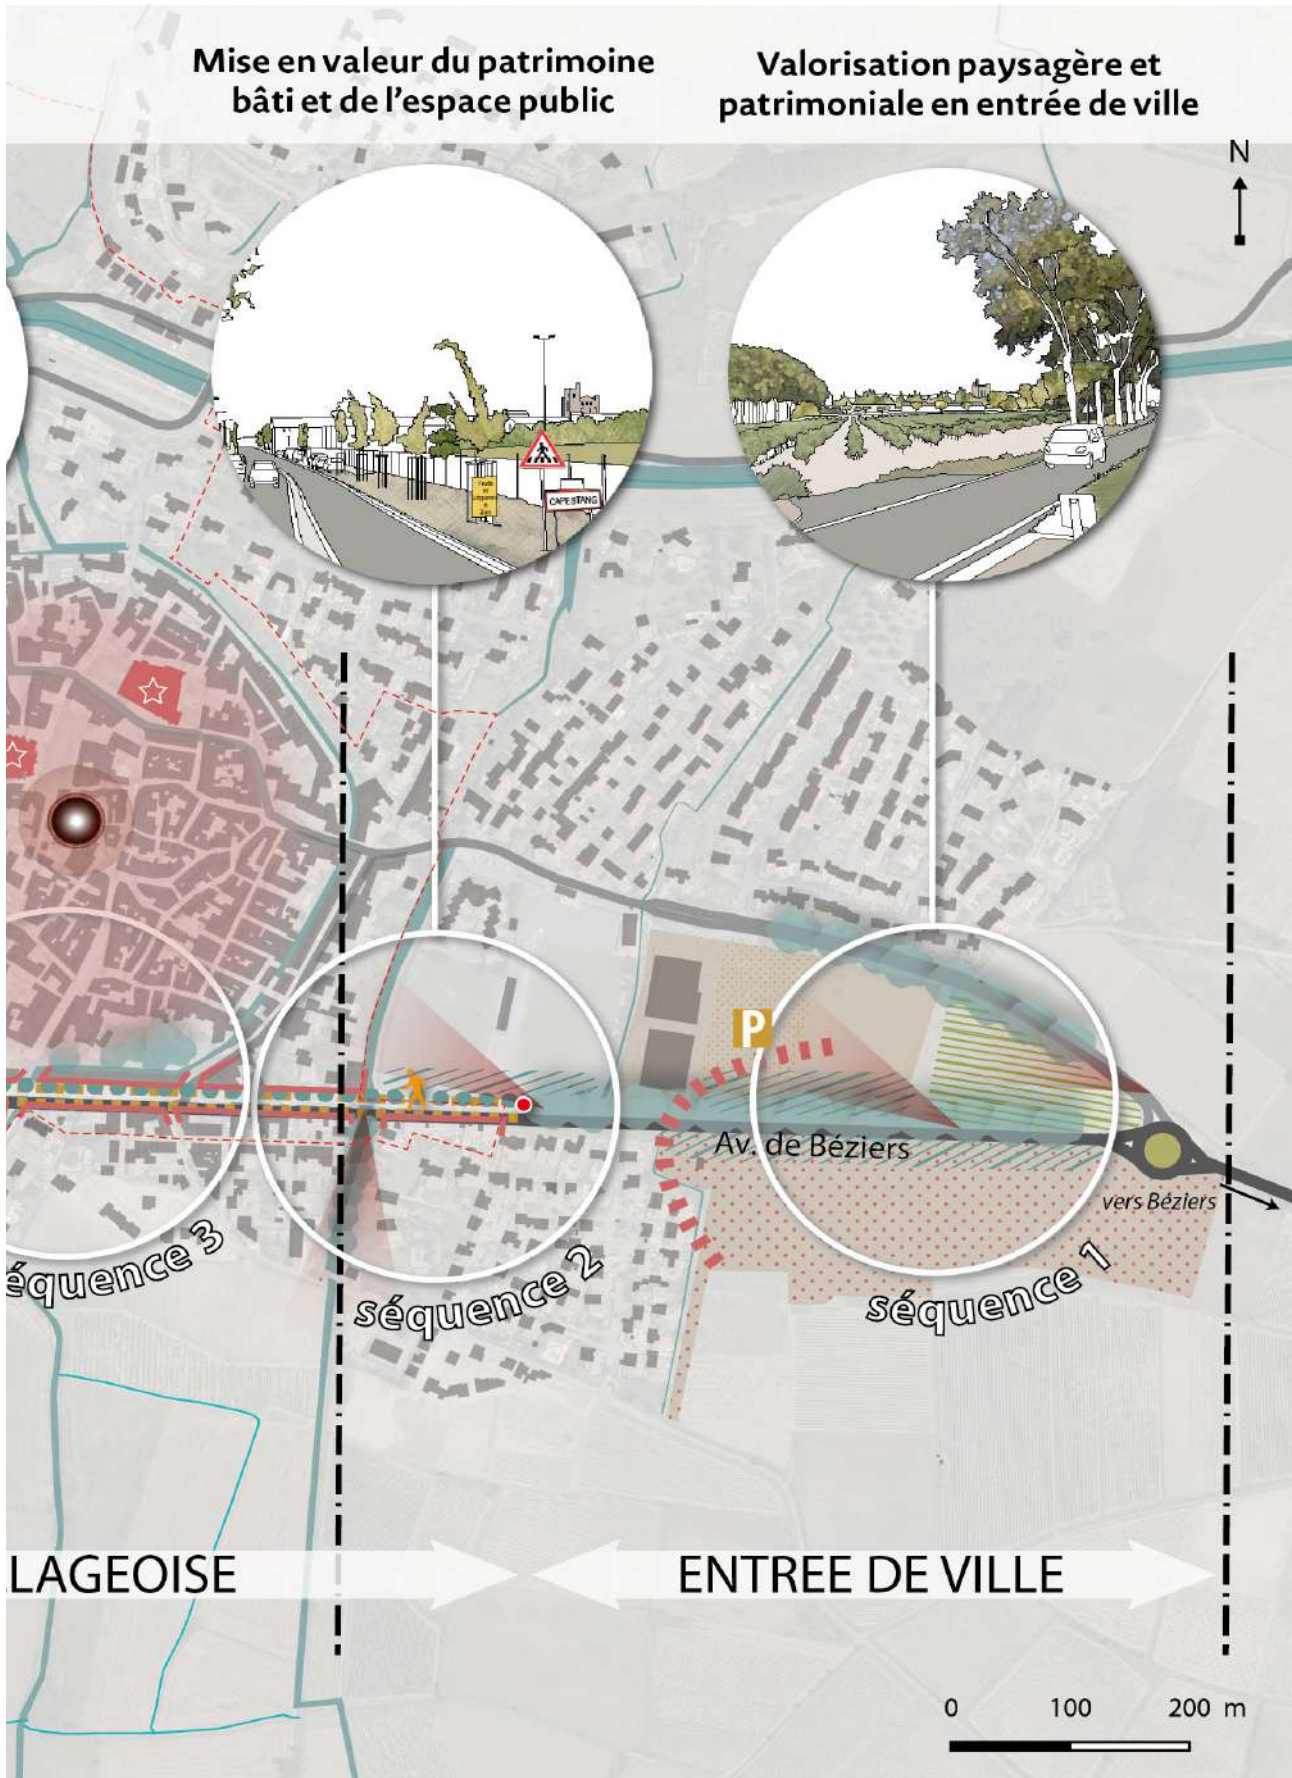 Mise en valeur du patrimoine
bâti et de l'espace public
Valorisation paysagère et
patrimoniale en entrée de ville
N
CAPESTANG
P
Av. de Béziers
vers Béziers
équence 3
séquence 2
séquence 1
LAGEOISE
ENTREE DE VILLE
0 100 200 m